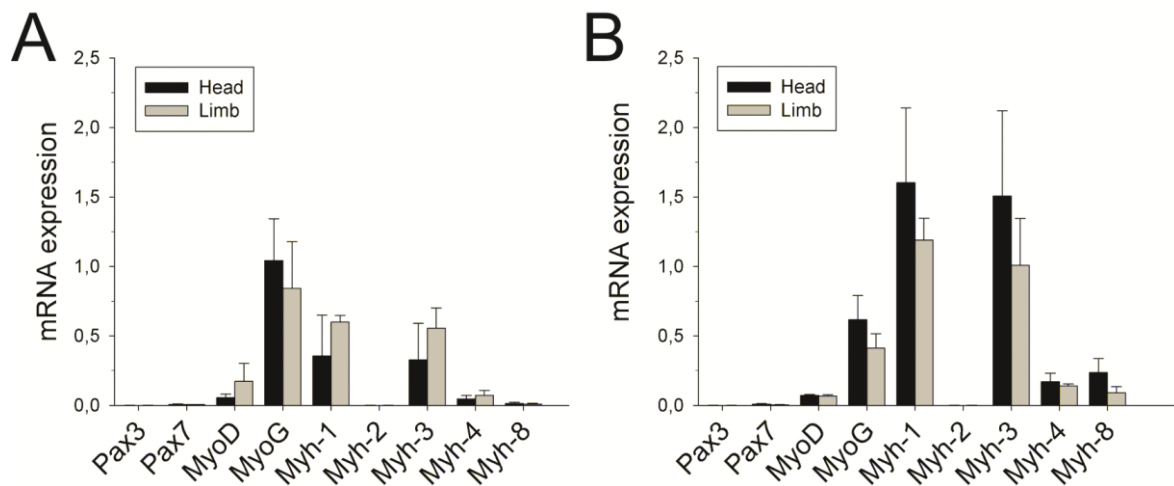 A
mRNA expression
2,5
2,0
1,5
1,0
0,5
0,0
Head
Limb
Pax3
Pax7
MyoD
MyoG
Myh-1
Myh-2
Myh-3
Myh-4
Myh-8
B
mRNA expression
2,5
2,0
1,5
1,0
0,5
0,0
Head
Limb
Pax3
Pax7
MyoD
MyoG
Myh-1
Myh-2
Myh-3
Myh-4
Myh-8